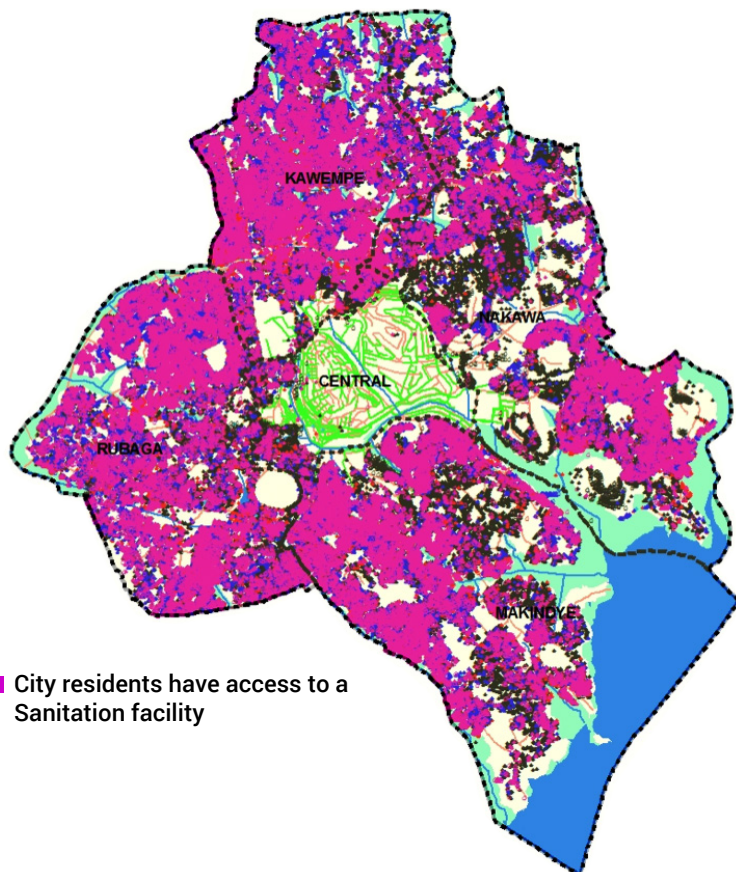 KAWEMPE
NAKAWA
CENTRAL
RUBAGA
MAKINDYE
City residents have access to a
Sanitation facility